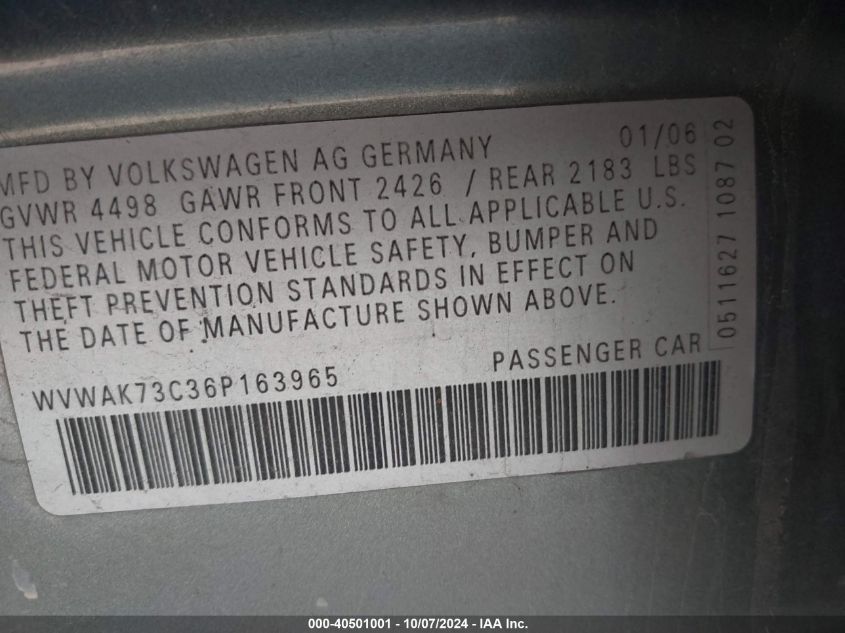 MFD BY VOLKSWAGEN AG GERMANY 01/06
GVWR 4498 GAWR FRONT 2426 / REAR 2183 LBS
THIS VEHICLE CONFORMS TO ALL APPLICABLE U.S.
FEDERAL MOTOR VEHICLE SAFETY, BUMPER AND
THEFT PREVENTION STANDARDS IN EFFECT ON
THE DATE OF MANUFACTURE SHOWN ABOVE.
0511627 1087 02
WVWAK73C36P163965 PASSENGER CAR
000-40501001 - 10/07/2024 - IAA Inc.